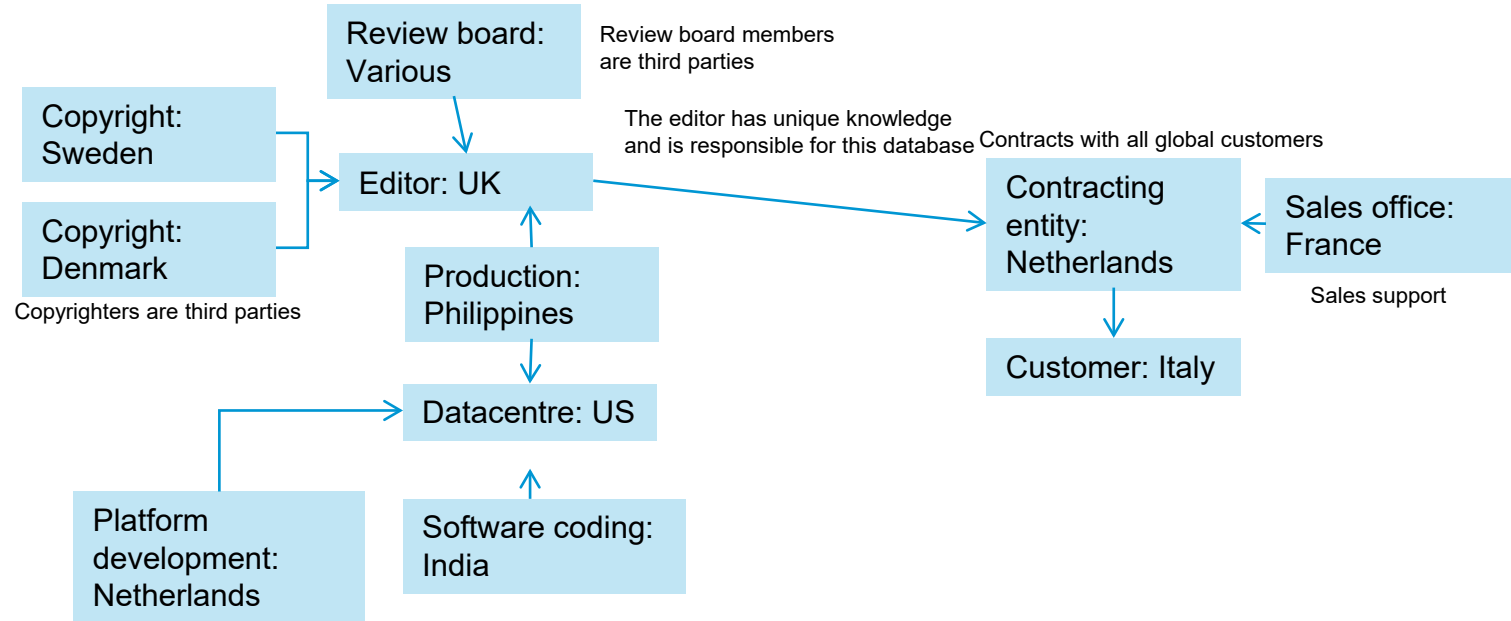 Review board:
Various
Review board members
are third parties
Copyright:
Sweden
The editor has unique knowledge
and is responsible for this database
Contracts with all global customers
Editor: UK
Contracting
entity:
Netherlands
Sales office:
France
Copyright:
Denmark
Copyrighters are third parties
Production:
Philippines
Sales support
Customer: Italy
Datacentre: US
Platform
development:
Netherlands
Software coding:
India